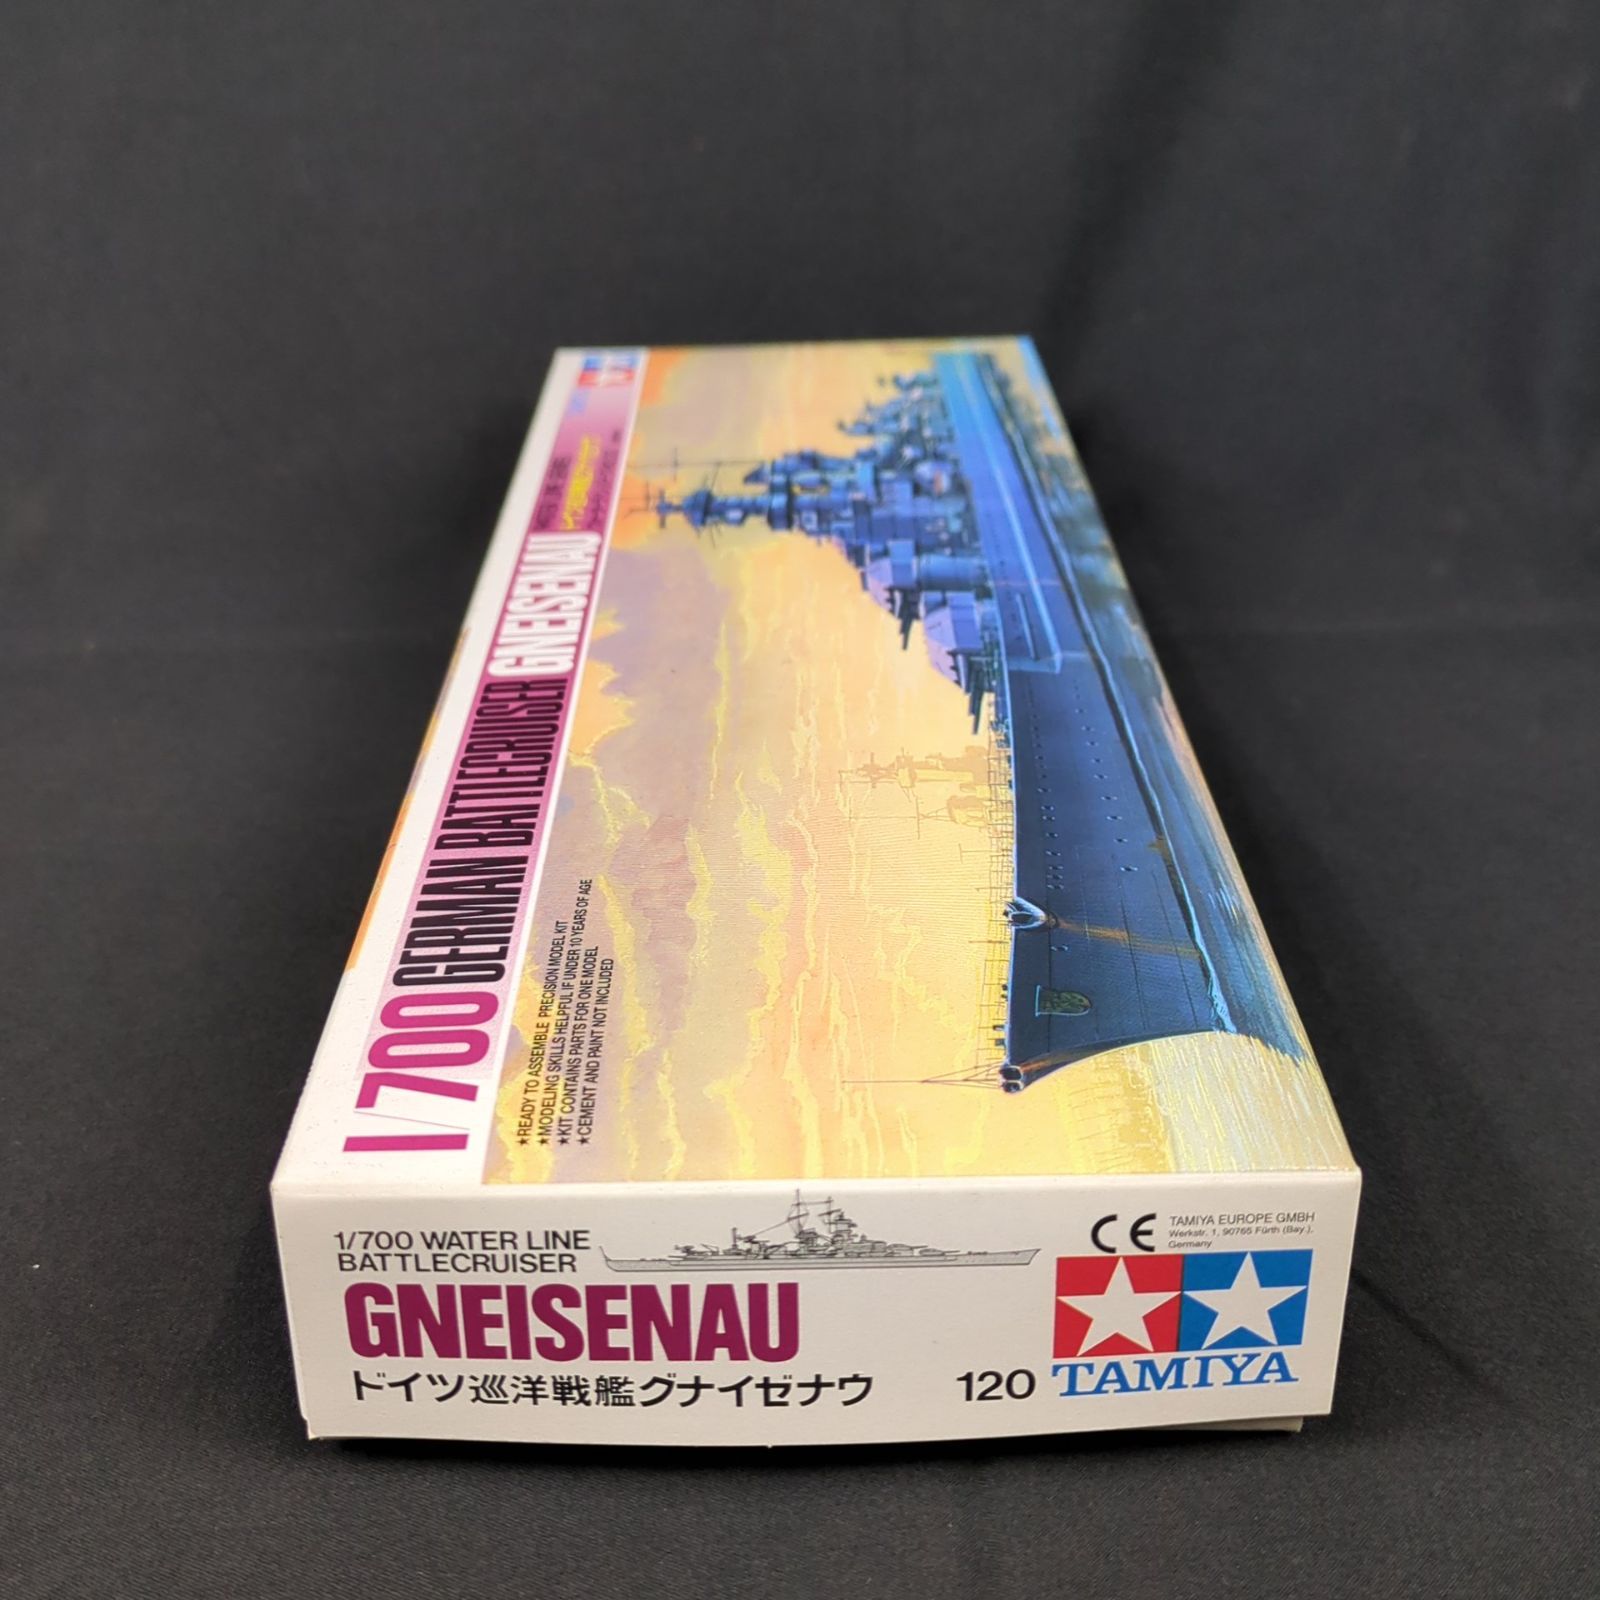 1/700 GERMAN BATTLECRUISER GNEISENAU
★READY TO ASSEMBLE PRECISION MODEL KIT
★MODELING SKILLS HELPFUL IF UNDER 10 YEARS OF AGE
★KIT CONTAINS PARTS FOR ONE MODEL
★CEMENT AND PAINT NOT INCLUDED
1/700 WATER LINE
BATTLECRUISER
GNEISENAU
ドイツ巡洋戦艦グナイゼナウ
120
CE
TAMIYA EUROPE GMBH
Werkstr. 1, 90765 Fürth (Bay.),
Germany
TAMIYA